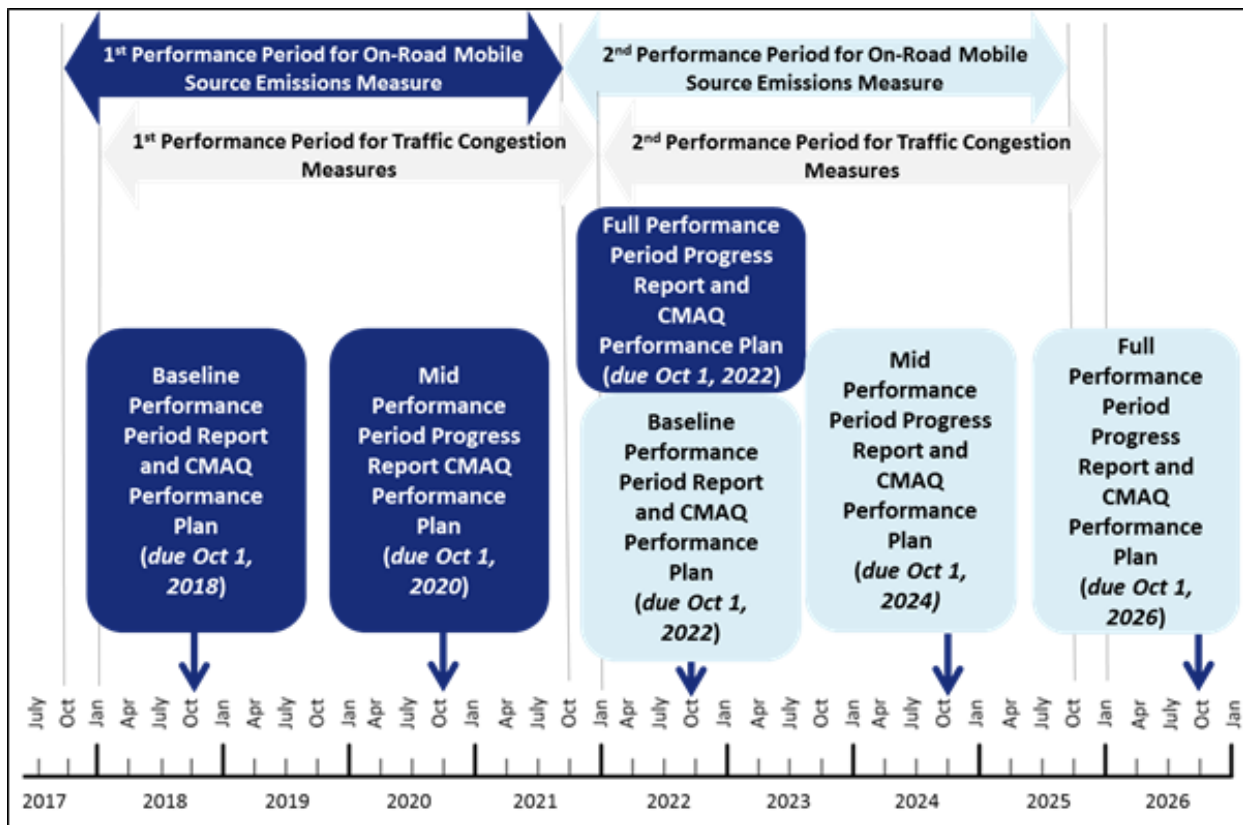 1st Performance Period for On-Road Mobile
Source Emissions Measure
2nd Performance Period for On-Road Mobile
Source Emissions Measure
1st Performance Period for Traffic Congestion
Measures
2nd Performance Period for Traffic Congestion
Measures
Baseline
Performance
Period Report
and CMAQ
Performance
Plan
(due Oct 1,
2018)
Mid
Performance
Period Progress
Report CMAQ
Performance
Plan
(due Oct 1,
2020)
Full Performance
Period Progress
Report and
CMAQ
Performance Plan
(due Oct 1, 2022)
Baseline
Performance
Period Report
and CMAQ
Performance
Plan
(due Oct 1,
2022)
Mid
Performance
Period Progress
Report and
CMAQ
Performance
Plan
(due Oct 1,
2024)
Full
Performance
Period
Progress
Report and
CMAQ
Performance
Plan
(due Oct 1,
2026)
July Oct Jan Apr July Oct Jan Apr July Oct Jan Apr July Oct Jan Apr July Oct Jan Apr July Oct Jan Apr July Oct Jan Apr July Oct Jan Apr July Oct Jan Apr July Oct Jan
2017 2018 2019 2020 2021 2022 2023 2024 2025 2026